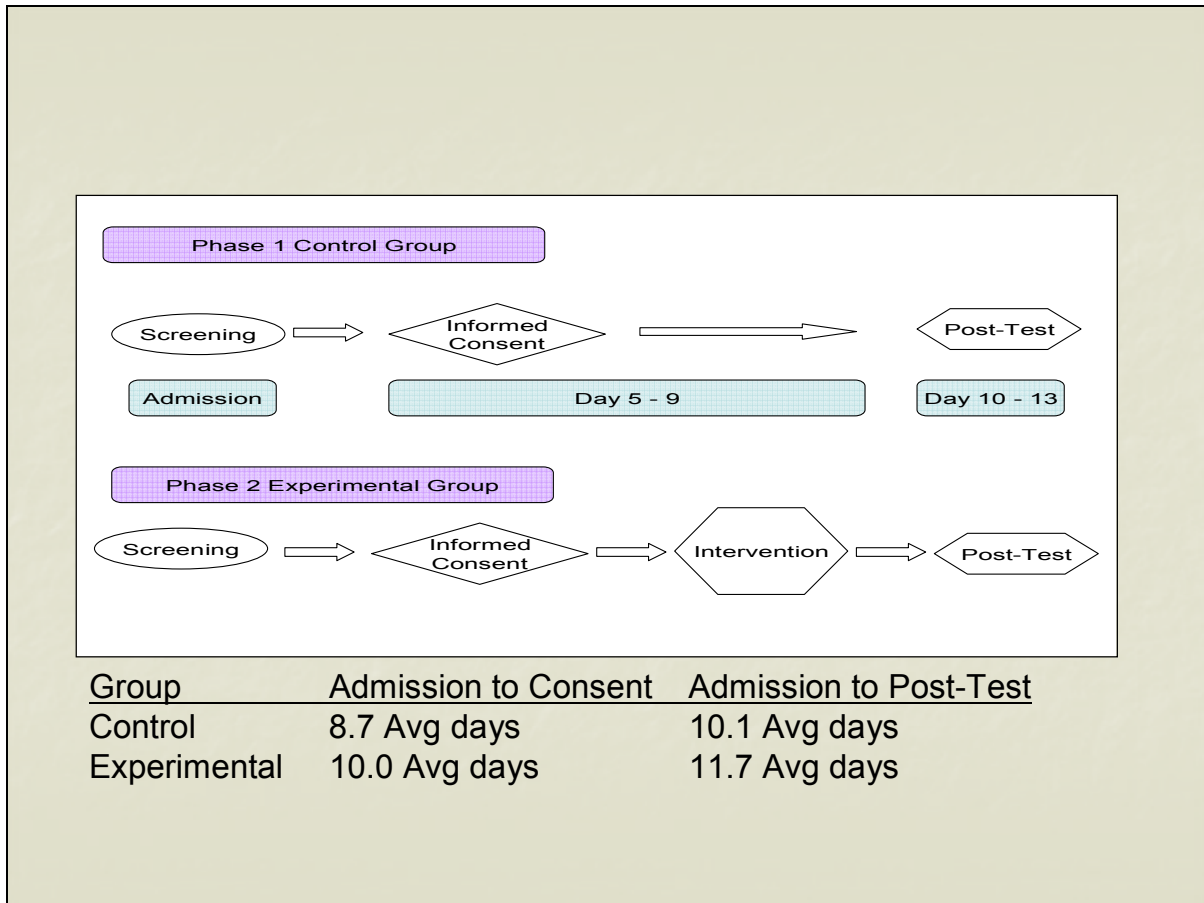 Phase 1 Control Group
Screening
Informed
Consent
Post-Test
Admission
Day 5 - 9
Day 10 - 13
Phase 2 Experimental Group
Screening
Informed
Consent
Intervention
Post-Test
Group Admission to Consent Admission to Post-Test
Control 8.7 Avg days 10.1 Avg days
Experimental 10.0 Avg days 11.7 Avg days